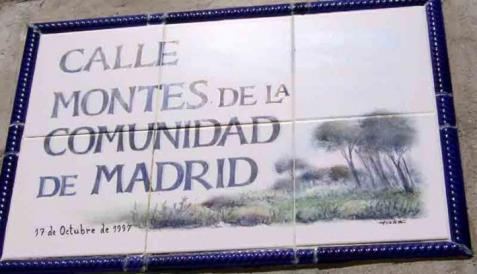 CALLE
MONTES DE LA
COMUNIDAD
DE MADRID
17 de Octubre de 1997